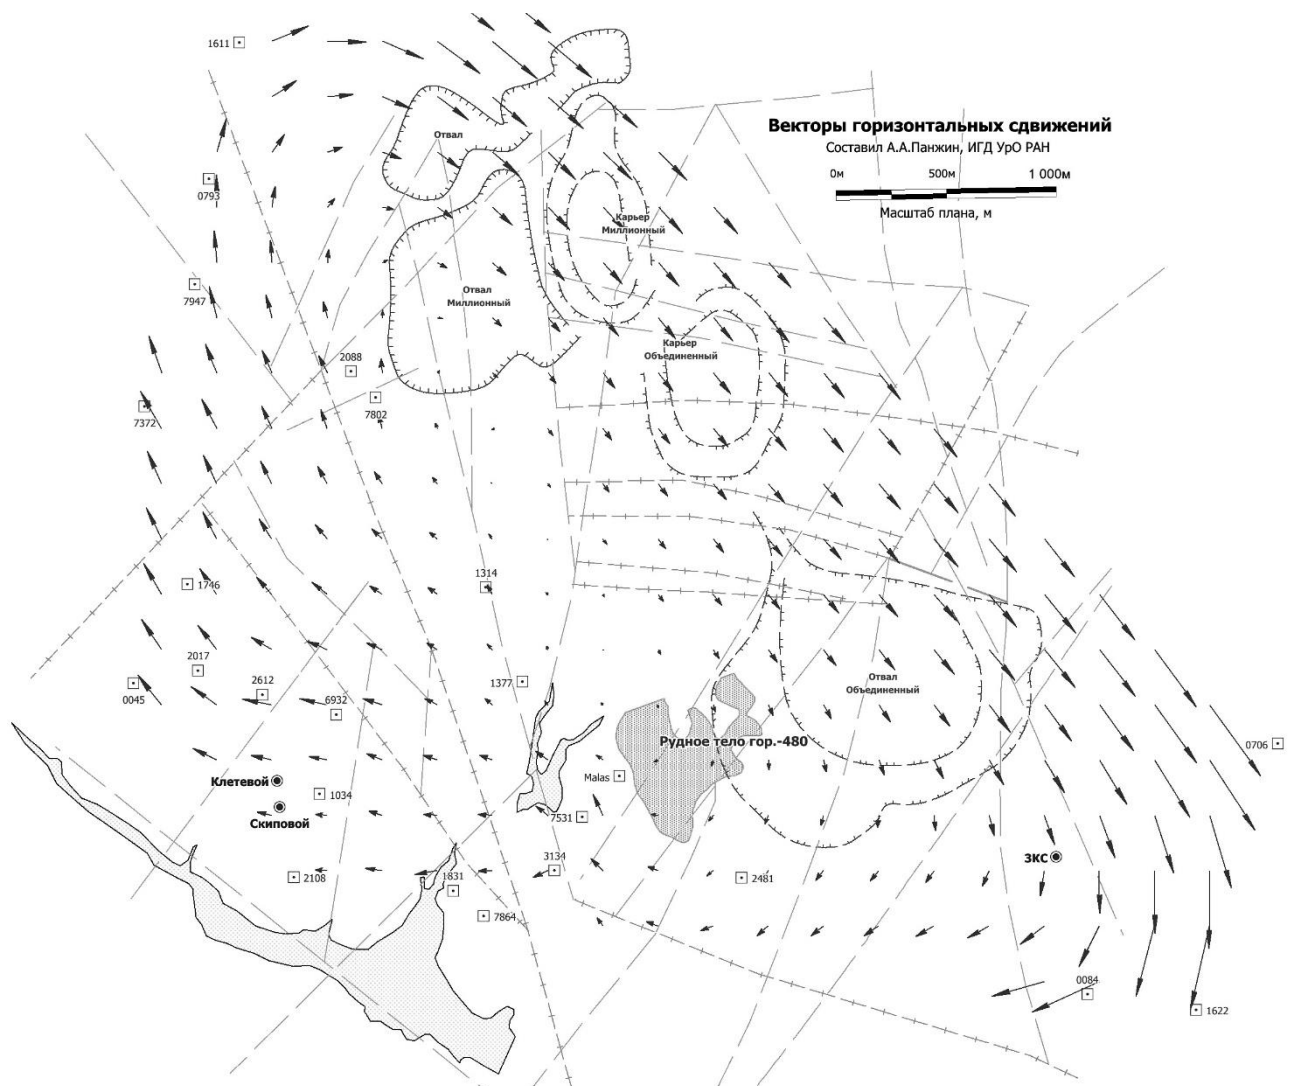 1611
Векторы горизонтальных сдвижений
Составил А.А.Панжин, ИГД УрО РАН
0м 500м 1 000м
Масштаб плана, м
Отвал
0793
Карьер
Миллионный
7947
Отвал
Миллионный
Карьер
Объединенный
2088
7802
7372
1314
1746
2017
0045
2612
6932
1377
Отвал
Объединенный
Рудное тело гор.-480
0706
Malas
Клетевой
1034
Скиповой
7531
ЗКС
3134
2108
1831
2481
7864
0084
1622